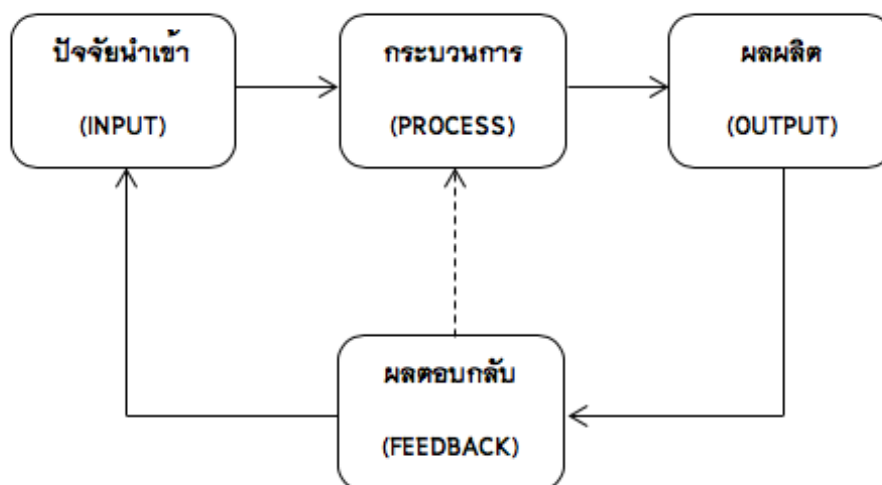 ปัจจัยนำเข้า
(INPUT)
กระบวนการ
(PROCESS)
ผลผลิต
(OUTPUT)
ผลตอบกลับ
(FEEDBACK)